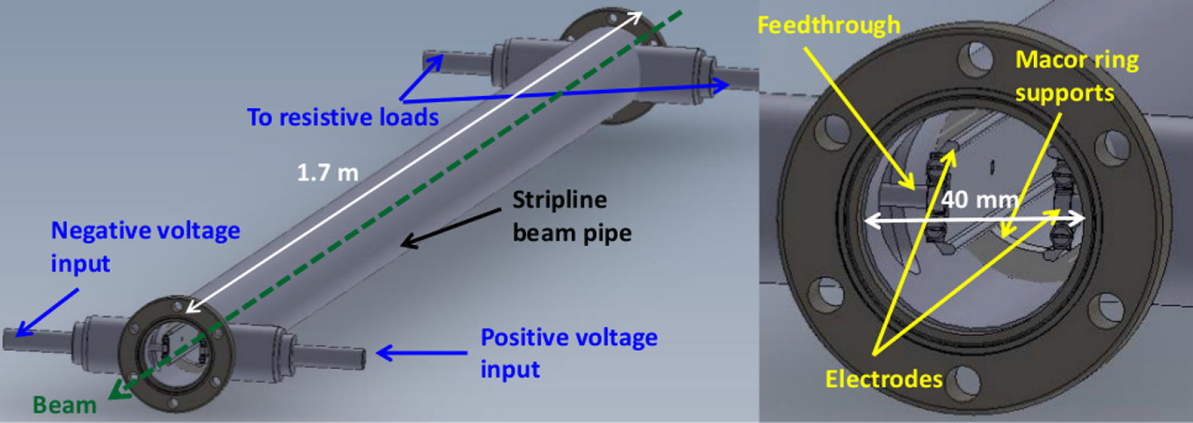 Feedthrough
Macor ring
supports
To resistive loads
1.7 m
Stripline
beam pipe
40 mm
Negative voltage
input
Positive voltage
input
Electrodes
Beam